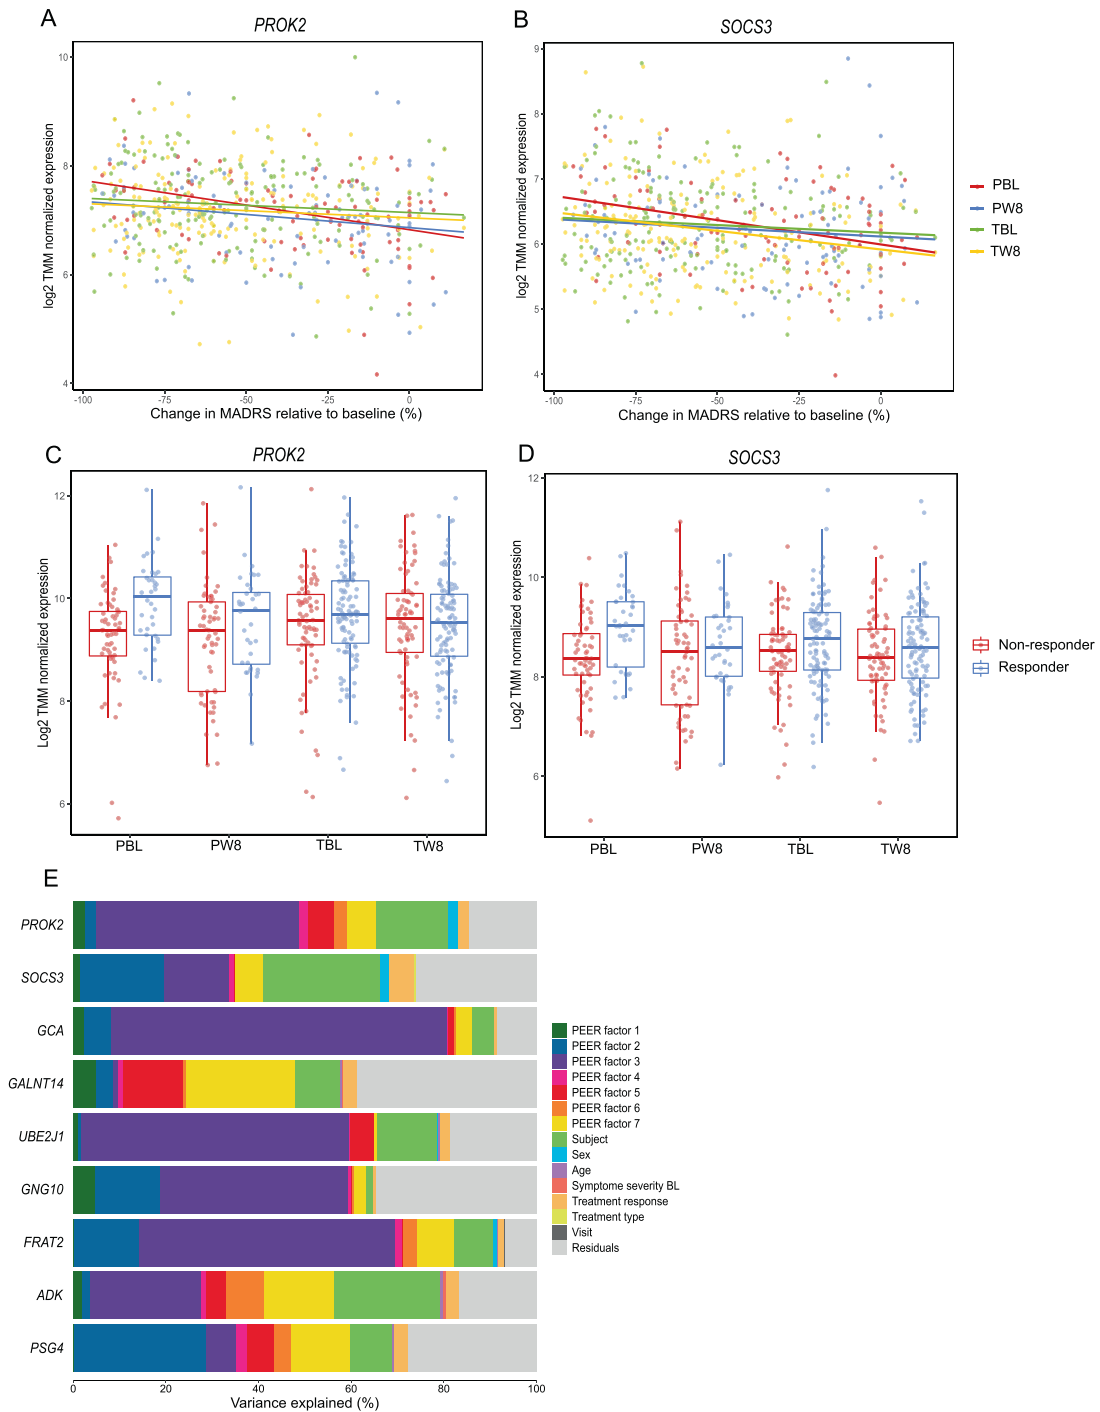 A
PROK2
log2 TMM normalized expression
10
8
6
4
-100
-75
-50
-25
0
Change in MADRS relative to baseline (%)
B
SOCS3
log2 TMM normalized expression
9
8
7
6
5
4
-100
-75
-50
-25
0
Change in MADRS relative to baseline (%)
PBL
PW8
TBL
TW8
C
PROK2
Log2 TMM normalized expression
12
10
8
6
PBL
PW8
TBL
TW8
D
SOCS3
Log2 TMM normalized expression
12
10
8
6
PBL
PW8
TBL
TW8
Non-responder
Responder
E
PROK2
SOCS3
GCA
GALNT14
UBE2J1
GNG10
FRAT2
ADK
PSG4
0
20
40
60
80
100
Variance explained (%)
PEER factor 1
PEER factor 2
PEER factor 3
PEER factor 4
PEER factor 5
PEER factor 6
PEER factor 7
Subject
Sex
Age
Symptome severity BL
Treatment response
Treatment type
Visit
Residuals